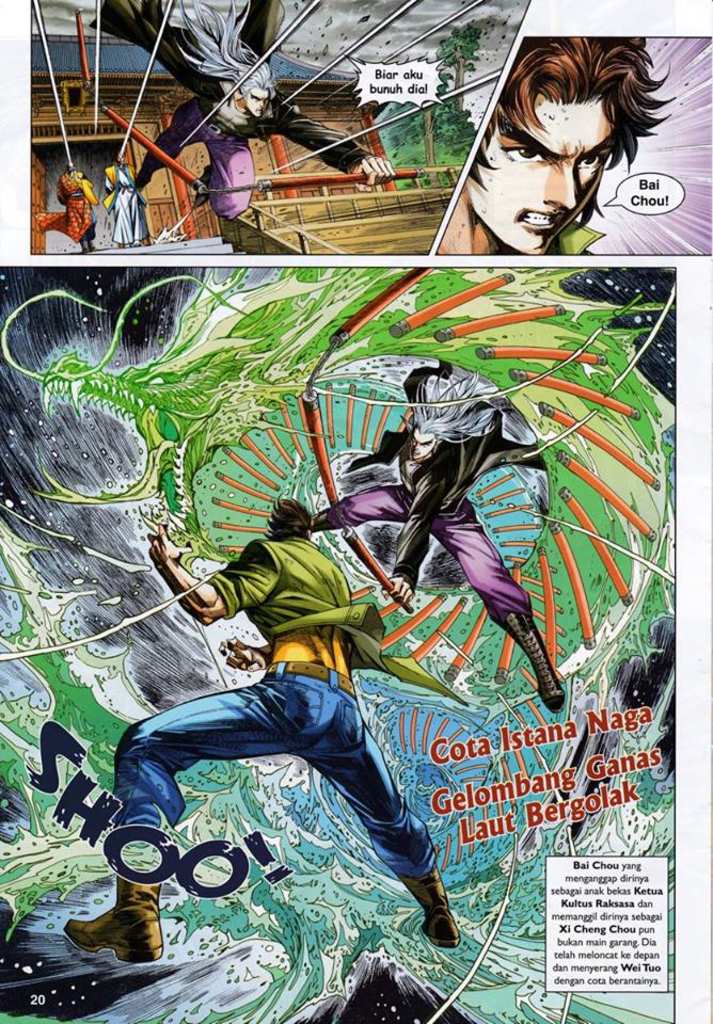 Biar aku
bunuh dia!
Bai
Chou!
Cota Istana Naga
Gelombang Ganas
Laut Bergolak
SHOO!
Bai Chou yang
menganggap dirinya
sebagai anak bekas Ketua
Kultus Raksasa dan
memanggil dirinya sebagai
Xi Cheng Chou pun
bukan main garang. Dia
telah meloncat ke depan
dan menyerang Wei Tuo
dengan cota berantainya.
20